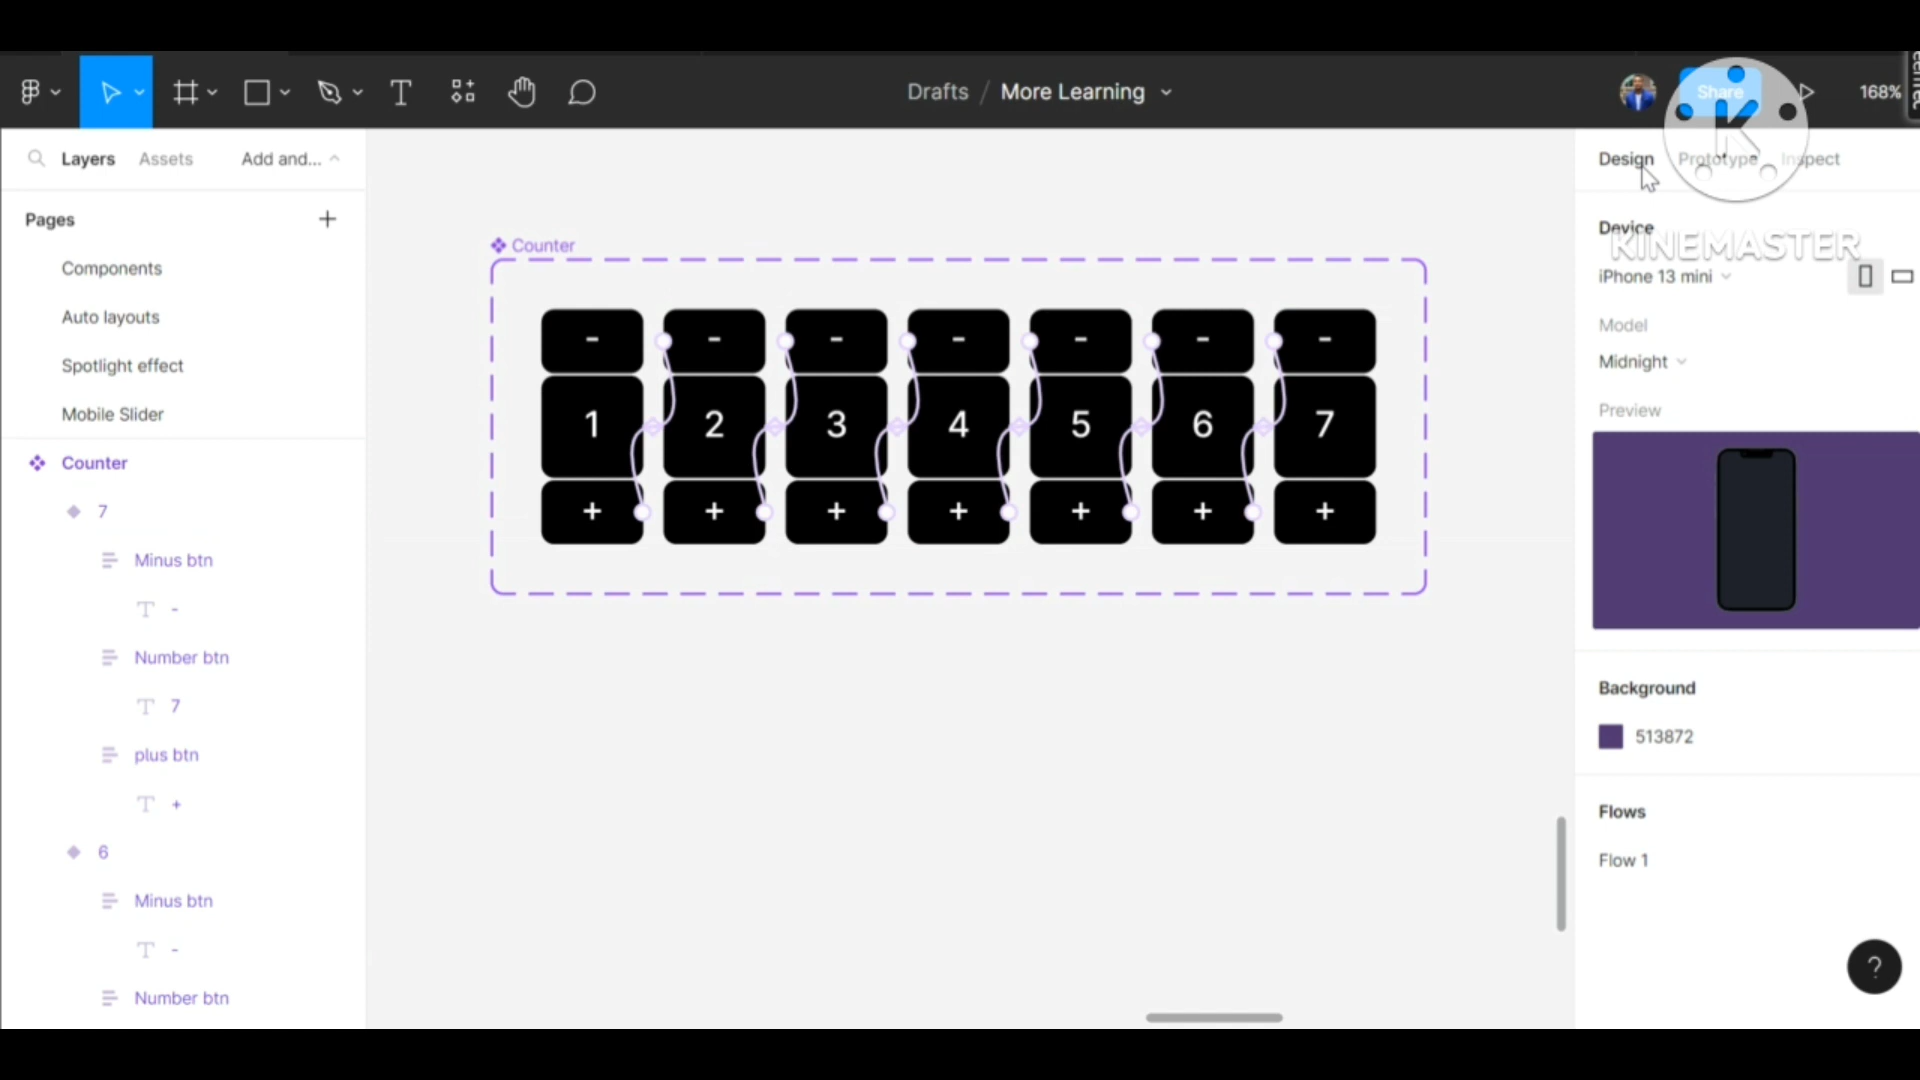 Drafts / More Learning
Share
168%
Layers Assets Add and...
Design Prototype Inspect
Pages
Components
Auto layouts
Spotlight effect
Mobile Slider
Counter
7
Minus btn
-
Number btn
7
plus btn
+
6
Minus btn
-
Number btn
Counter
- - - - - - -
1 2 3 4 5 6 7
+ + + + + + +
Device
KINEMASTER
iPhone 13 mini
Model
Midnight
Preview
Background
513872
Flows
Flow 1
?